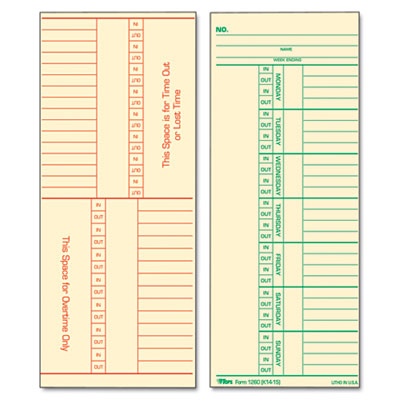 IN
OUT
IN
OUT
IN
OUT
IN
OUT
IN
OUT
IN
OUT
IN
OUT
This Space is for Time Out
or Lost Time
IN
OUT
IN
OUT
IN
OUT
IN
OUT
IN
OUT
IN
OUT
IN
OUT
This Space for Overtime Only
NO.
NAME
WEEK ENDING
IN
OUT
IN
OUT
MONDAY
IN
OUT
IN
OUT
TUESDAY
IN
OUT
IN
OUT
WEDNESDAY
IN
OUT
IN
OUT
THURSDAY
IN
OUT
IN
OUT
FRIDAY
IN
OUT
IN
OUT
SATURDAY
IN
OUT
IN
OUT
SUNDAY
Tops Form 1260 (K14-15) LITHO IN U.S.A.